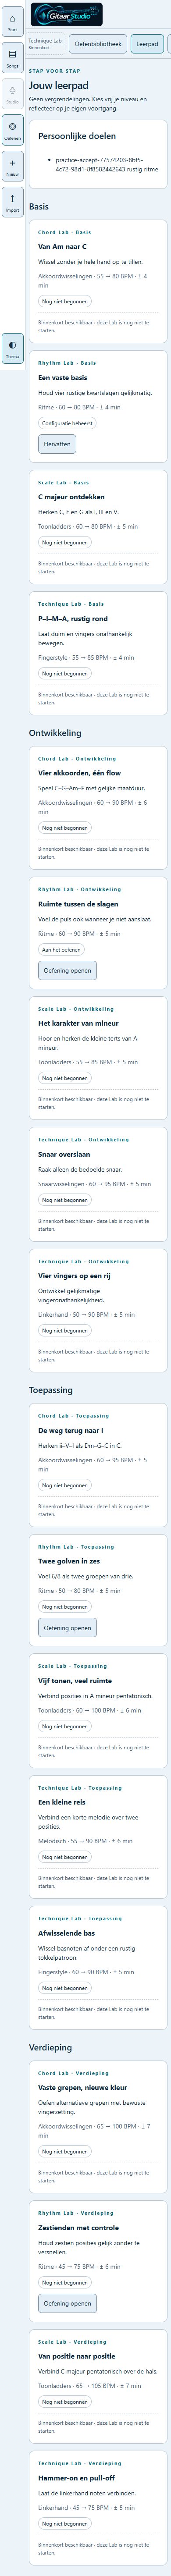 Gitaar Studio
Start
Songs
Studio
Oefenen
Nieuw
Import
Thema
Technique Lab
Binnenkort
Oefenbibliotheek
Leerpad
STAP VOOR STAP
Jouw leerpad
Geen vergrendelingen. Kies vrij je niveau en
reflecteer op je eigen voortgang.
Persoonlijke doelen
practice-accept-77574203-8bf5-
4c72-98d1-8f8582442643 rustig ritme
Basis
Chord Lab · Basis
Van Am naar C
Wissel zonder je hele hand op te tillen.
Akkoordwisselingen · 55 → 80 BPM · ± 4
min
Nog niet begonnen
Binnenkort beschikbaar · deze Lab is nog niet te
starten.
Rhythm Lab · Basis
Een vaste basis
Houd vier rustige kwartslagen gelijkmatig.
Ritme · 60 → 80 BPM · ± 4 min
Configuratie beheerst
Hervatten
Scale Lab · Basis
C majeur ontdekken
Herken C, E en G als I, III en V.
Toonladders · 60 → 80 BPM · ± 5 min
Nog niet begonnen
Binnenkort beschikbaar · deze Lab is nog niet te
starten.
Technique Lab · Basis
P–I–M–A, rustig rond
Laat duim en vingers onafhankelijk
bewegen.
Fingerstyle · 55 → 85 BPM · ± 4 min
Nog niet begonnen
Binnenkort beschikbaar · deze Lab is nog niet te
starten.
Ontwikkeling
Chord Lab · Ontwikkeling
Vier akkoorden, één flow
Speel C–G–Am–F met gelijke maatduur.
Akkoordwisselingen · 60 → 90 BPM · ± 6
min
Nog niet begonnen
Binnenkort beschikbaar · deze Lab is nog niet te
starten.
Rhythm Lab · Ontwikkeling
Ruimte tussen de slagen
Voel de puls ook wanneer je niet aanslaat.
Ritme · 60 → 90 BPM · ± 5 min
Aan het oefenen
Oefening openen
Scale Lab · Ontwikkeling
Het karakter van mineur
Hoor en herken de kleine terts van A
mineur.
Toonladders · 55 → 85 BPM · ± 5 min
Nog niet begonnen
Binnenkort beschikbaar · deze Lab is nog niet te
starten.
Technique Lab · Ontwikkeling
Snaar overslaan
Raak alleen de bedoelde snaar.
Snaarwisselingen · 60 → 95 BPM · ± 5 min
Nog niet begonnen
Binnenkort beschikbaar · deze Lab is nog niet te
starten.
Technique Lab · Ontwikkeling
Vier vingers op een rij
Ontwikkel gelijkmatige
vingeronafhankelijkheid.
Linkerhand · 50 → 90 BPM · ± 5 min
Nog niet begonnen
Binnenkort beschikbaar · deze Lab is nog niet te
starten.
Toepassing
Chord Lab · Toepassing
De weg terug naar I
Herken ii–V–I als Dm–G–C in C.
Akkoordwisselingen · 60 → 95 BPM · ± 5
min
Nog niet begonnen
Binnenkort beschikbaar · deze Lab is nog niet te
starten.
Rhythm Lab · Toepassing
Twee golven in zes
Voel 6/8 als twee groepen van drie.
Ritme · 50 → 80 BPM · ± 5 min
Nog niet begonnen
Oefening openen
Scale Lab · Toepassing
Vijf tonen, veel ruimte
Verbind posities in A mineur pentatonisch.
Toonladders · 60 → 100 BPM · ± 6 min
Nog niet begonnen
Binnenkort beschikbaar · deze Lab is nog niet te
starten.
Technique Lab · Toepassing
Een kleine reis
Verbind een korte melodie over twee
posities.
Melodisch · 55 → 90 BPM · ± 6 min
Nog niet begonnen
Binnenkort beschikbaar · deze Lab is nog niet te
starten.
Technique Lab · Toepassing
Afwisselende bas
Wissel basnoten af onder een rustig
tokkelpatroon.
Fingerstyle · 60 → 90 BPM · ± 5 min
Nog niet begonnen
Binnenkort beschikbaar · deze Lab is nog niet te
starten.
Verdieping
Chord Lab · Verdieping
Vaste grepen, nieuwe kleur
Oefen alternatieve grepen met bewuste
vingerzetting.
Akkoordwisselingen · 65 → 100 BPM · ± 7
min
Nog niet begonnen
Binnenkort beschikbaar · deze Lab is nog niet te
starten.
Rhythm Lab · Verdieping
Zestienden met controle
Houd zestien posities gelijk zonder te
versnellen.
Ritme · 45 → 75 BPM · ± 6 min
Nog niet begonnen
Oefening openen
Scale Lab · Verdieping
Van positie naar positie
Verbind C majeur pentatonisch over de hals.
Toonladders · 65 → 105 BPM · ± 7 min
Nog niet begonnen
Binnenkort beschikbaar · deze Lab is nog niet te
starten.
Technique Lab · Verdieping
Hammer-on en pull-off
Laat de linkerhand noten verbinden.
Linkerhand · 45 → 75 BPM · ± 5 min
Nog niet begonnen
Binnenkort beschikbaar · deze Lab is nog niet te
starten.